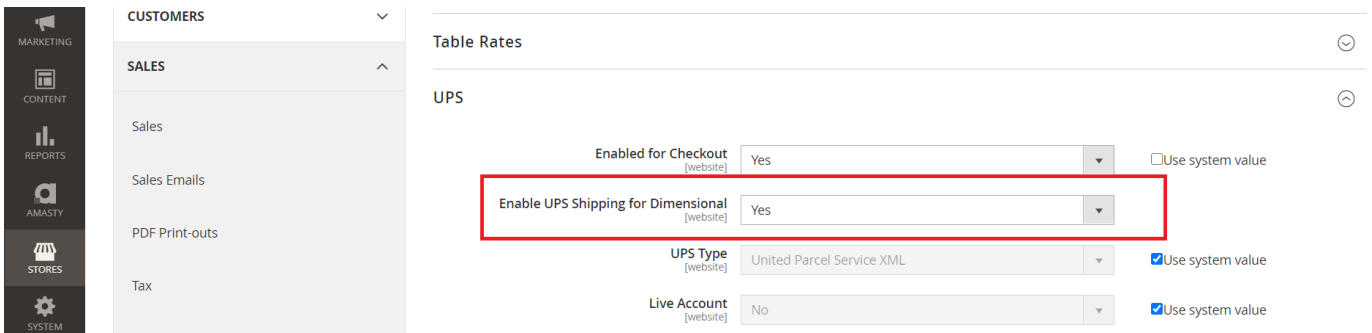 MARKETING
CONTENT
REPORTS
AMASTY
STORES
SYSTEM
CUSTOMERS
SALES
Sales
Sales Emails
PDF Print-outs
Tax
Table Rates
UPS
Enabled for Checkout
[website]
Yes
Use system value
Enable UPS Shipping for Dimensional
[website]
Yes
UPS Type
[website]
United Parcel Service XML
Use system value
Live Account
[website]
No
Use system value